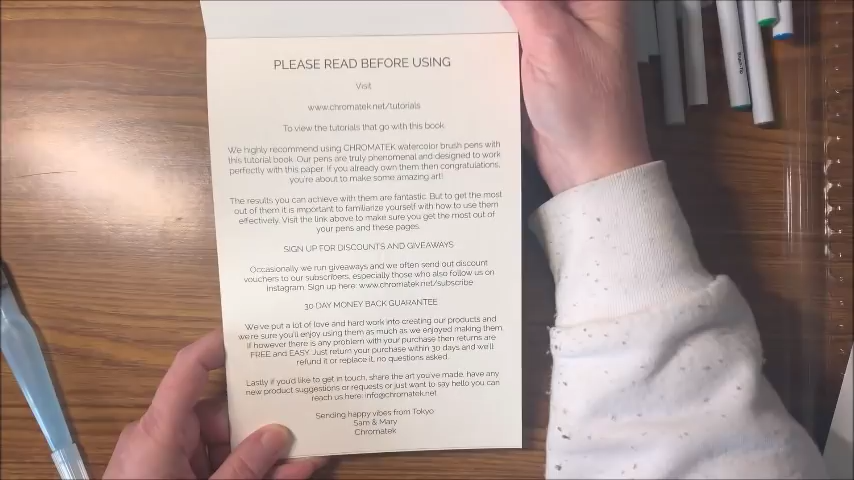 PLEASE READ BEFORE USING
Visit
www.chromatek.net/tutorials
To view the tutorials that go with this book.
We highly recommend using CHROMATEK watercolor brush pens with
this tutorial book. Our pens are truly phenomenal and designed to work
perfectly with this paper. If you already own them then congratulations,
you're about to make some amazing art!
The results you can achieve with them are fantastic. But to get the most
out of them it is important to familiarize yourself with how to use them
effectively. Visit the link above to make sure you get the most out of
your pens and these pages.
SIGN UP FOR DISCOUNTS AND GIVEAWAYS
Occasionally we run giveaways and we often send out discount
vouchers to our subscribers, especially those who also follow us on
Instagram. Sign up here: www.chromatek.net/subscribe
30 DAY MONEY BACK GUARANTEE
We've put a lot of love and hard work into creating our products and
we're sure you'll enjoy using them as much as we enjoyed making them.
If however there is any problem with your purchase then returns are
FREE and EASY. Just return your purchase within 30 days and we'll
refund it or replace it, no questions asked.
Lastly if you'd like to get in touch, share the art you've made, have any
new product suggestions or requests or just want to say hello you can
reach us here: info@chromatek.net
Sending happy vibes from Tokyo
Sam & Mary
Chromatek